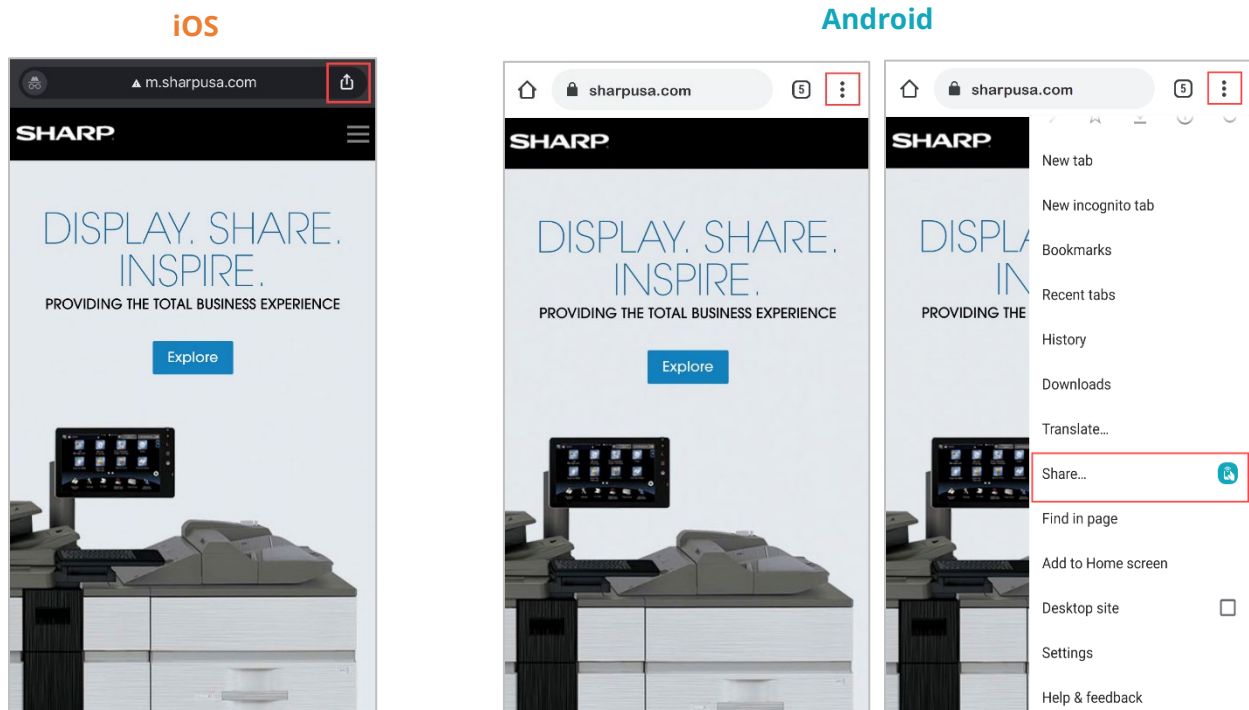 iOS
Android
m.sharpusa.com
SHARP
DISPLAY. SHARE.
INSPIRE.
PROVIDING THE TOTAL BUSINESS EXPERIENCE
Explore
sharpusa.com
5
SHARP
DISPLAY. SHARE.
INSPIRE.
PROVIDING THE TOTAL BUSINESS EXPERIENCE
Explore
sharpusa.com
5
SHARP
DISPL
IN
PROVIDING THE
New tab
New incognito tab
Bookmarks
Recent tabs
History
Downloads
Translate...
Share...
Find in page
Add to Home screen
Desktop site
Settings
Help & feedback